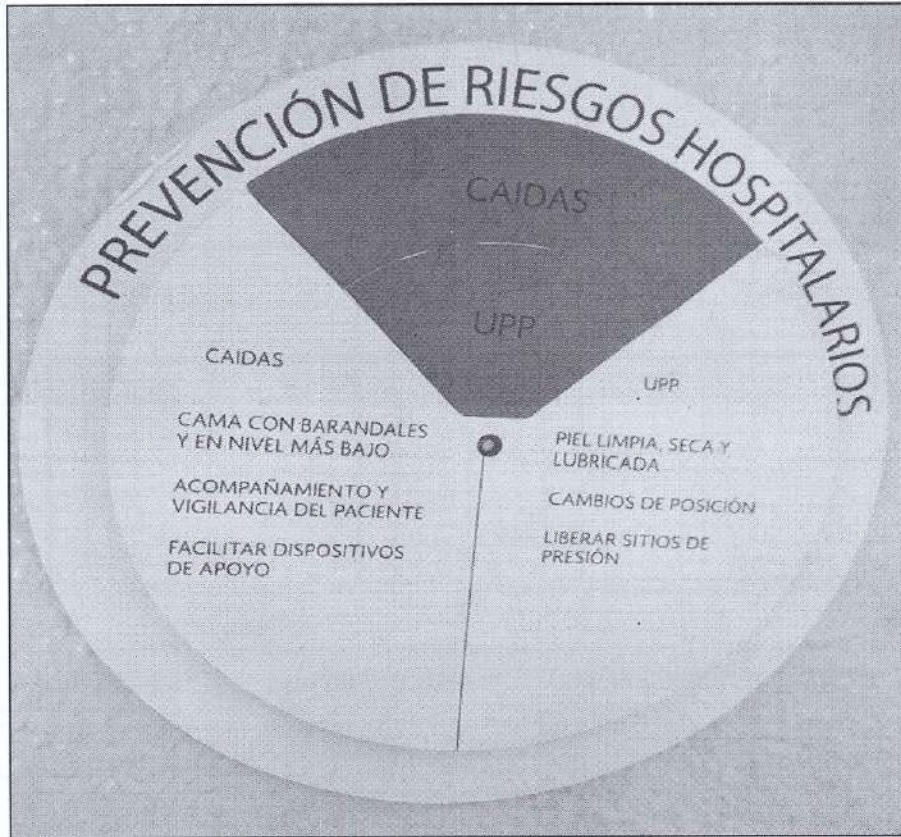 PREVENCIÓN DE RIESGOS HOSPITALARIOS
CAIDAS
UPP
CAIDAS
CAMA CON BARANDALES
Y EN NIVEL MÁS BAJO
ACOMPAÑAMIENTO Y
VIGILANCIA DEL PACIENTE
FACILITAR DISPOSITIVOS
DE APOYO
UPP
PIEL LIMPIA, SECA Y
LUBRICADA
CAMBIOS DE POSICIÓN
LIBERAR SITIOS DE
PRESIÓN